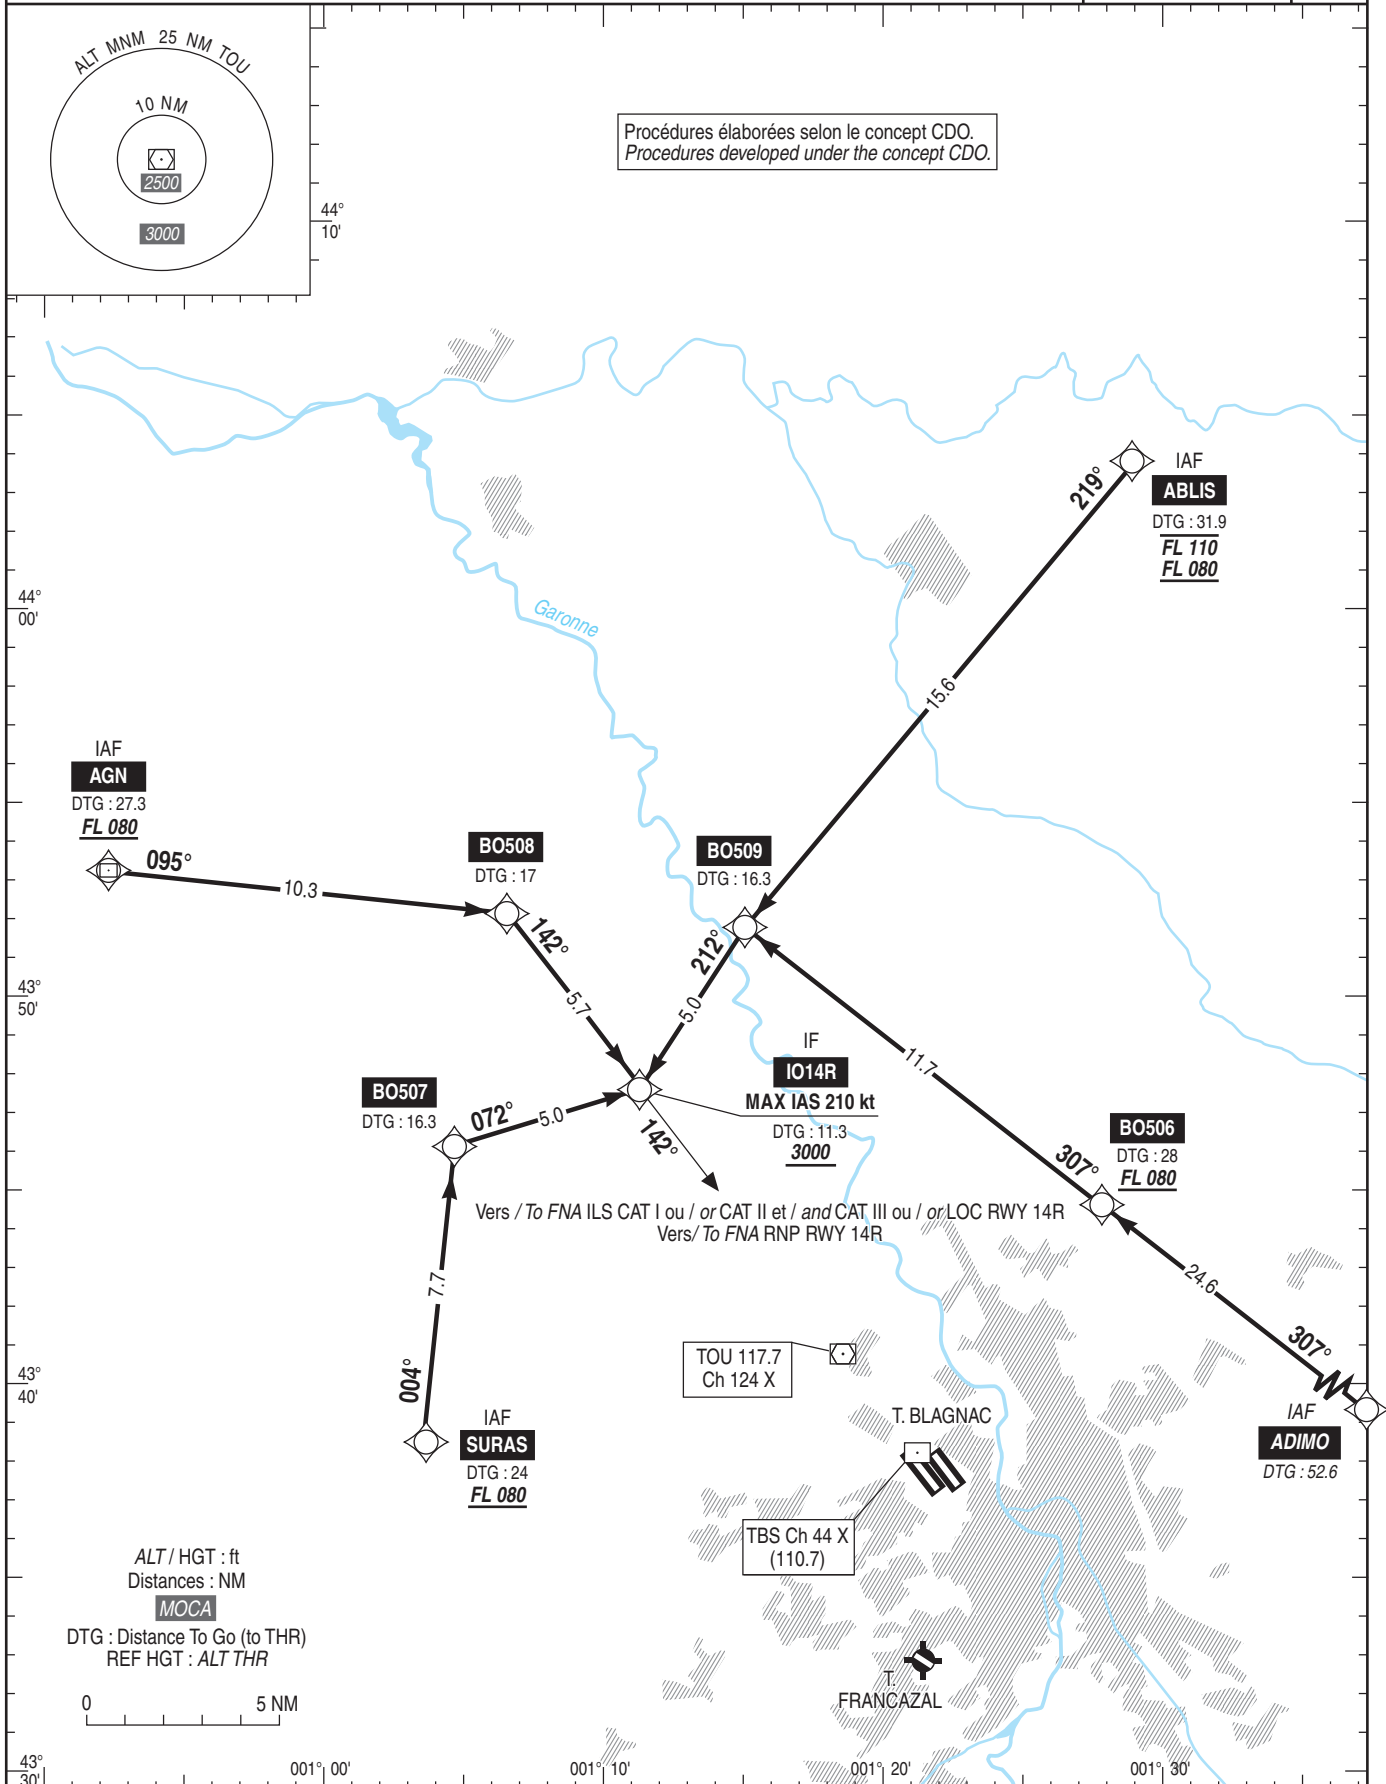 ALT MNM 25 NM TOU
10 NM
2500
3000
Procédures élaborées selon le concept CDO.
Procedures developed under the concept CDO.
44°
10'
IAF
ABLIS
DTG : 31.9
FL 110
FL 080
219°
15.6
44°
00'
Garonne
IAF
AGN
DTG : 27.3
FL 080
095°
10.3
BO508
DTG : 17
142°
5.7
BO509
DTG : 16.3
212°
5.0
43°
50'
11.7
IF
IO14R
MAX IAS 210 kt
DTG : 11.3
3000
BO507
DTG : 16.3
072°
5.0
142°
BO506
DTG : 28
FL 080
307°
Vers / To FNA ILS CAT I ou / or CAT II et / and CAT III ou / or LOC RWY 14R
Vers/ To FNA RNP RWY 14R
7.7
24.6
307°
004°
43°
40'
TOU 117.7
Ch 124 X
IAF
ADIMO
DTG : 52.6
IAF
SURAS
DTG : 24
FL 080
T. BLAGNAC
TBS Ch 44 X
(110.7)
ALT / HGT : ft
Distances : NM
MOCA
DTG : Distance To Go (to THR)
REF HGT : ALT THR
0 5 NM
T.
FRANCAZAL
43°
30'
001° 00'
001° 10'
001° 20'
001° 30'